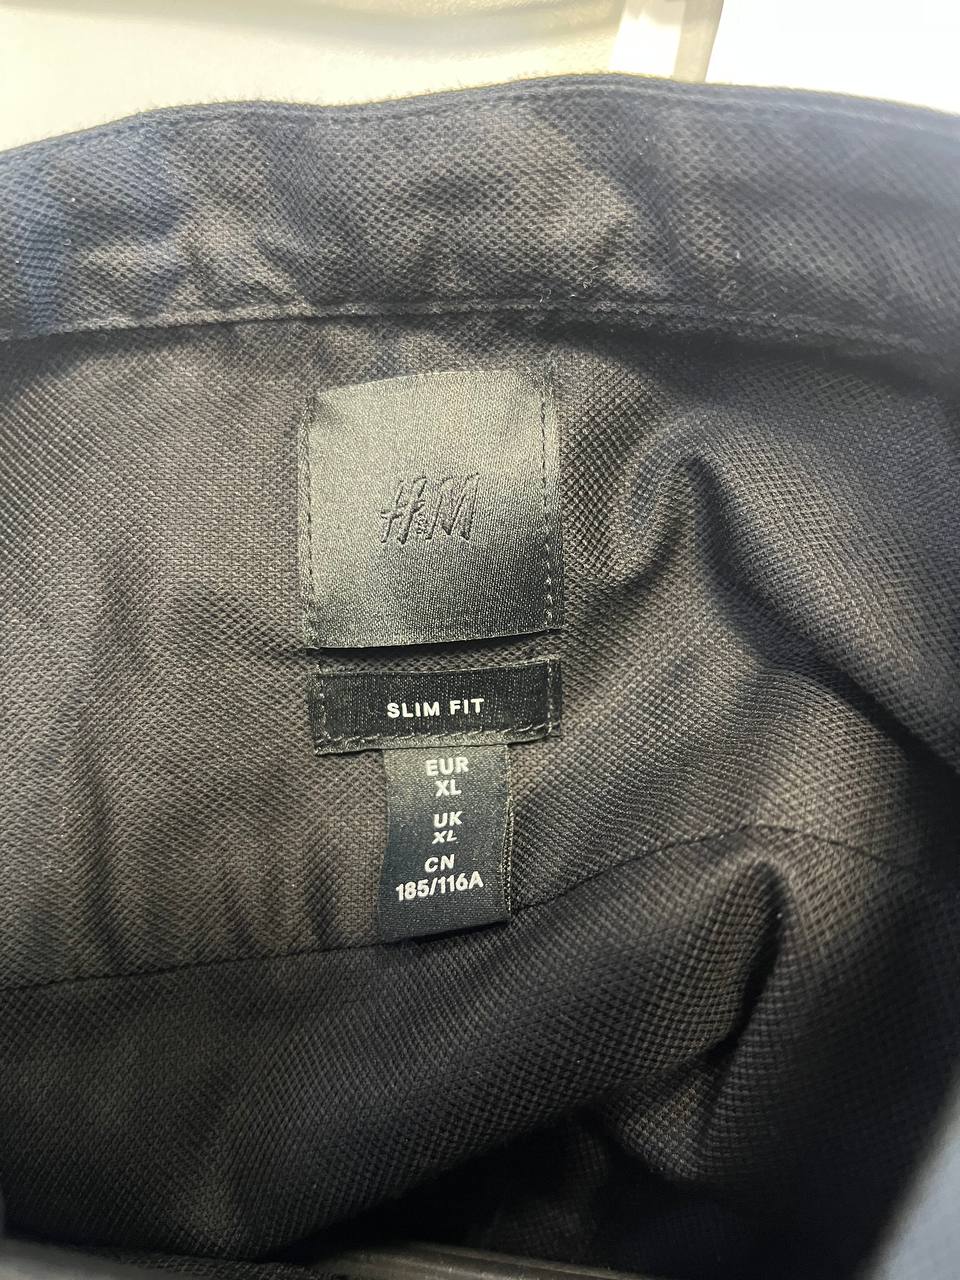 H&M
SLIM FIT
EUR
XL
UK
XL
CN
185/116A